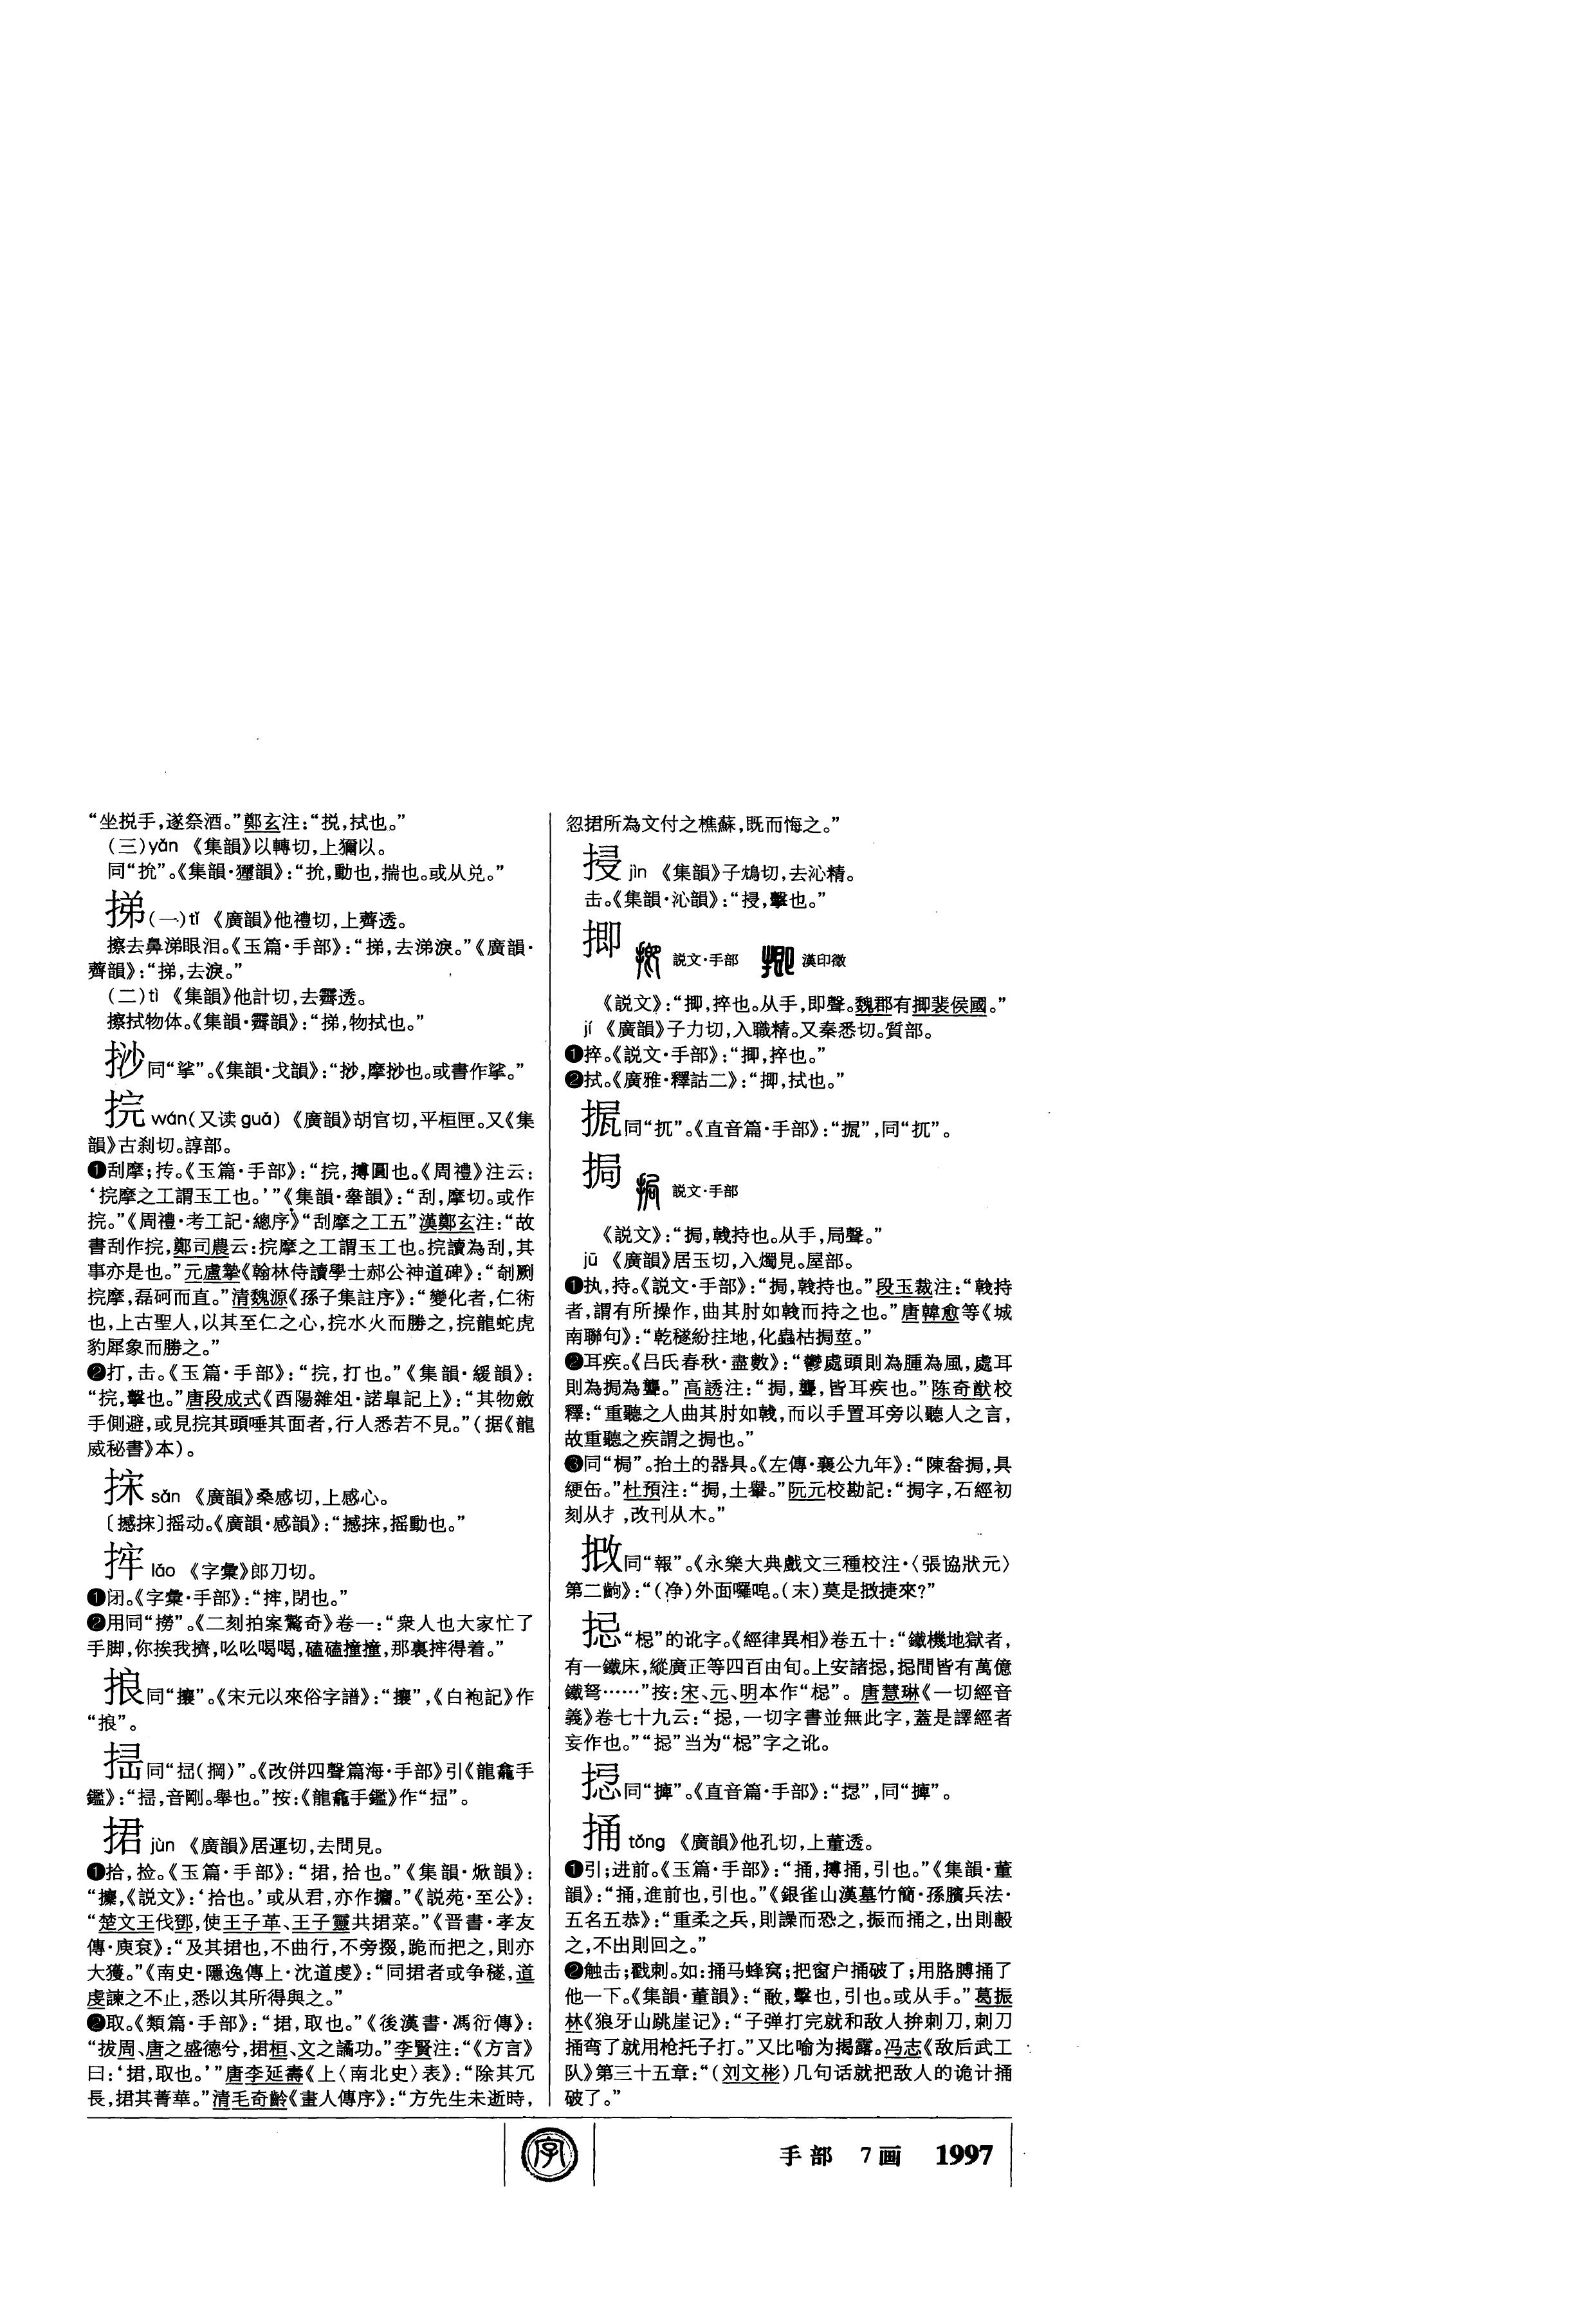 “坐捝手，遂祭酒。”鄭玄注：“捝，拭也。”
（三）yǎn 《集韻》以轉切，上獮以。
同“抁”。《集韻·獮韻》：“抁，動也，揣也。或从兑。”
挮（一）tǐ 《廣韻》他禮切，上薺透。
擦去鼻涕眼泪。《玉篇·手部》：“挮，去涕淚。”《廣韻·
薺韻》：“挮，去淚。”
（二）tì 《集韻》他計切，去霽透。
擦拭物体。《集韻·霽韻》：“挮，物拭也。”
挱同“挲”。《集韻·戈韻》：“挱，摩挱也。或書作挲。”
捖wán（又读guā） 《廣韻》胡官切，平桓匣。又《集
韻》古刹切。諄部。
❶刮摩；抟。《玉篇·手部》：“捖，摶圓也。《周禮》注云：
‘捖摩之工謂玉工也。’”《集韻·舝韻》：“刮，摩切。或作
捖。”《周禮·考工記·總序》“刮摩之工五”漢鄭玄注：“故
書刮作捖，鄭司農云：捖摩之工謂玉工也。捖讀為刮，其
事亦是也。”元盧摯《翰林侍讀學士郝公神道碑》：“刳劂
捖摩，磊砢而直。”清魏源《孫子集註序》：“變化者，仁術
也，上古聖人，以其至仁之心，捖水火而勝之，捖龍蛇虎
豹犀象而勝之。”
❷打，击。《玉篇·手部》：“捖，打也。”《集韻·緩韻》：
“捖，擊也。”唐段成式《酉陽雜俎·諾皐記上》：“其物斂
手側避，或見捖其頭唾其面者，行人悉若不見。”（据《龍
威秘書》本）。
抹 sǎn 《廣韻》桑感切，上感心。
〔撼抹〕摇动。《廣韻·感韻》：“撼抹，摇動也。”
㧯 láo 《字彙》郎刀切。
❶闭。《字彙·手部》：“㧯，閉也。”
❷用同“撈”。《二刻拍案驚奇》卷一：“衆人也大家忙了
手脚，你挨我擠，吆吆喝喝，磕磕撞撞，那裏㧯得着。”
㧴同“攘”。《宋元以來俗字譜》：“攘”，《白袍記》作
“㧴”。
同“㧏（掆）”。《改併四聲篇海·手部》引《龍龕手
鑑》：“，音剛。舉也。”按：《龍龕手鑑》作“㧏”。
捃 jùn 《廣韻》居運切，去問見。
❶拾，捡。《玉篇·手部》：“捃，拾也。”《集韻·焮韻》：
“攈，《説文》：‘拾也。’或从君，亦作攟。”《説苑·至公》：
“楚文王伐鄧，使王子革、王子靈共捃菜。”《晋書·孝友
傳·庾衮》：“及其捃也，不曲行，不旁掇，跪而把之，則亦
大獲。”《南史·隱逸傳上·沈道虔》：“同捃者或争穟，道
虔諫之不止，悉以其所得與之。”
❷取。《類篇·手部》：“捃，取也。”《後漢書·馮衍傳》：
“拔周、唐之盛德兮，捃桓、文之譎功。”李賢注：“《方言》
曰：‘捃，取也。’”唐李延壽《上〈南北史〉表》：“除其冗
長，捃其菁華。”清毛奇齡《畫人傳序》：“方先生未逝時，
忽捃所為文付之樵蘇，既而悔之。”
㧲 jìn 《集韻》子鴆切，去沁精。
击。《集韻·沁韻》：“㧲，擊也。”
揤 説文·手部 漢印徵
《説文》：“揤，捽也。从手，即聲。魏郡有揤裴侯國。”
jí 《廣韻》子力切，入職精。又秦悉切。質部。
❶捽。《説文·手部》：“揤，捽也。”
❷拭。《廣雅·釋詁二》：“揤，拭也。”
同“抓”。《直音篇·手部》：“”，同“抓”。
挶 説文·手部
《説文》：“挶，戟持也。从手，局聲。”
jū 《廣韻》居玉切，入燭見。屋部。
❶执，持。《説文·手部》：“挶，戟持也。”段玉裁注：“戟持
者，謂有所操作，曲其肘如戟而持之也。”唐韓愈等《城
南聯句》：“乾穟紛拄地，化蟲枯挶莖。”
❷耳疾。《吕氏春秋·盡數》：“鬱處頭則為腫為風，處耳
則為挶為聾。”高誘注：“挶，聾，皆耳疾也。”陈奇猷校
釋：“重聽之人曲其肘如戟，而以手置耳旁以聽人之言，
故重聽之疾謂之挶也。”
❸同“梮”。抬土的器具。《左傳·襄公九年》：“陳畚挶，具
綆缶。”杜預注：“挶，土轝。”阮元校勘記：“挶字，石經初
刻从扌，改刊从木。”
同“報”。《永樂大典戲文三種校注·〈張協狀元〉
第二齣》：“（净）外面囉唣。（末）莫是捷來？”
㧡“梞”的讹字。《經律異相》卷五十：“鐵機地獄者，
有一鐵床，縱廣正等四百由旬。上安諸㧡，㧡間皆有萬億
鐵弩……”按：宋、元、明本作“梞”。唐慧琳《一切經音
義》卷七十九云：“㧡，一切字書並無此字，蓋是譯經者
妄作也。”“㧡”当为“梞”字之讹。
同“摼”。《直音篇·手部》：“”，同“”。
捅 tǒng 《廣韻》他孔切，上董透。
❶引；进前。《玉篇·手部》：“捅，摶捅，引也。”《集韻·董
韻》：“捅，進前也，引也。”《銀雀山漢墓竹簡·孫臏兵法·
五名五恭》：“重柔之兵，則譟而恐之，振而捅之，出則毄
之，不出則回之。”
❷触击；戳刺。如：捅马蜂窝；把窗户捅破了；用胳膊捅了
他一下。《集韻·董韻》：“㪌，擊也，引也。或从手。”葛振
林《狼牙山跳崖记》：“子弹打完就和敌人拚刺刀，刺刀
捅弯了就用枪托子打。”又比喻为揭露。冯志《敌后武工
队》第三十五章：“（刘文彬）几句话就把敌人的诡计捅
破了。”
字
手部 7画 1997